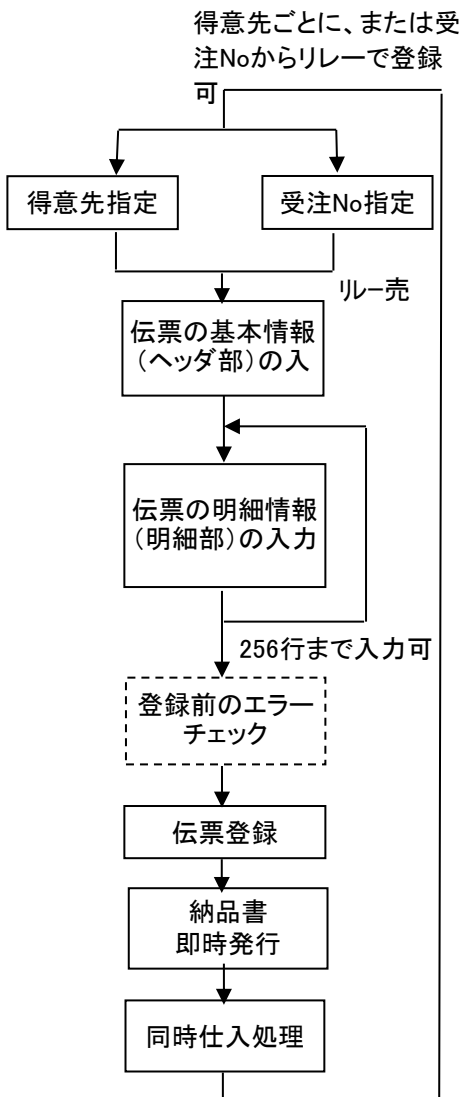 得意先ごとに、または受
注Noからリレーで登録
可
得意先指定
受注No指定
リレー売
伝票の基本情報
（ヘッダ部）の入
伝票の明細情報
（明細部）の入力
256行まで入力可
登録前のエラー
チェック
伝票登録
納品書
即時発行
同時仕入処理